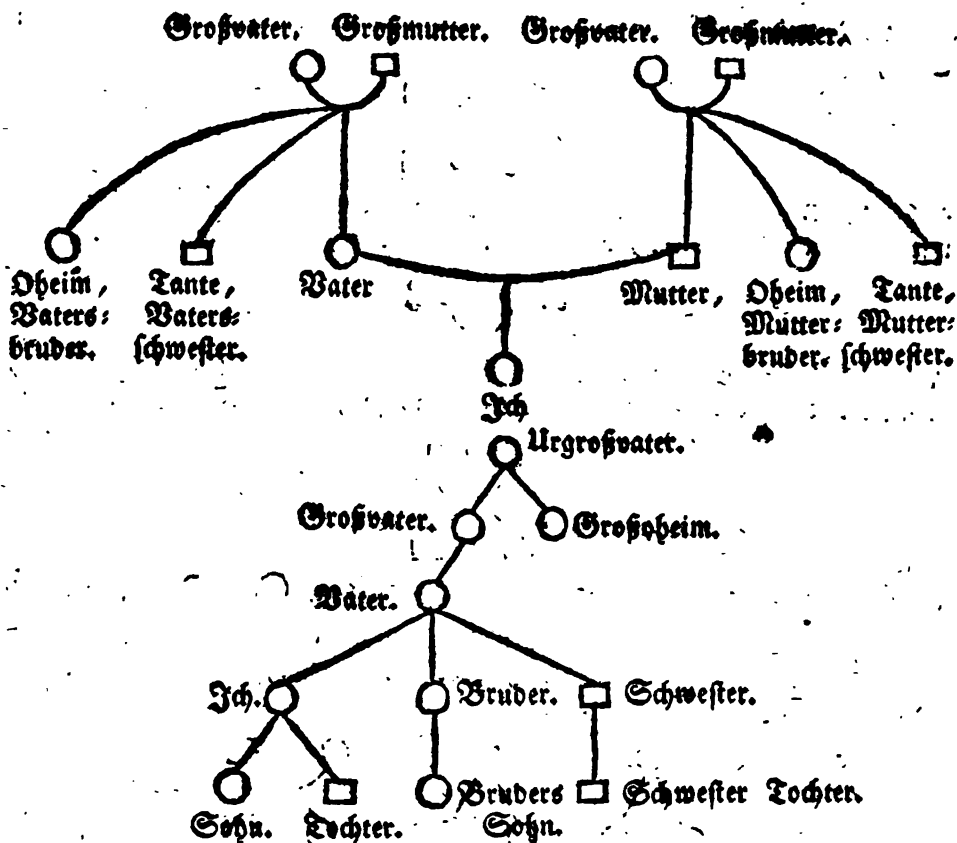 Großvater. Großmutter. Großvater. Großmutter.
Oheim, Tante, Vater Mutter, Oheim, Tante,
Vaters= Vaters= Mutter= Mutter=
bruder. schwester. bruder. schwester.
Ich
Urgroßvater.
Großvater. Großoheim.
Vater.
Ich. Bruder. Schwester.
Bruders Schwester Tochter.
Sohn. Tochter. Sohn.